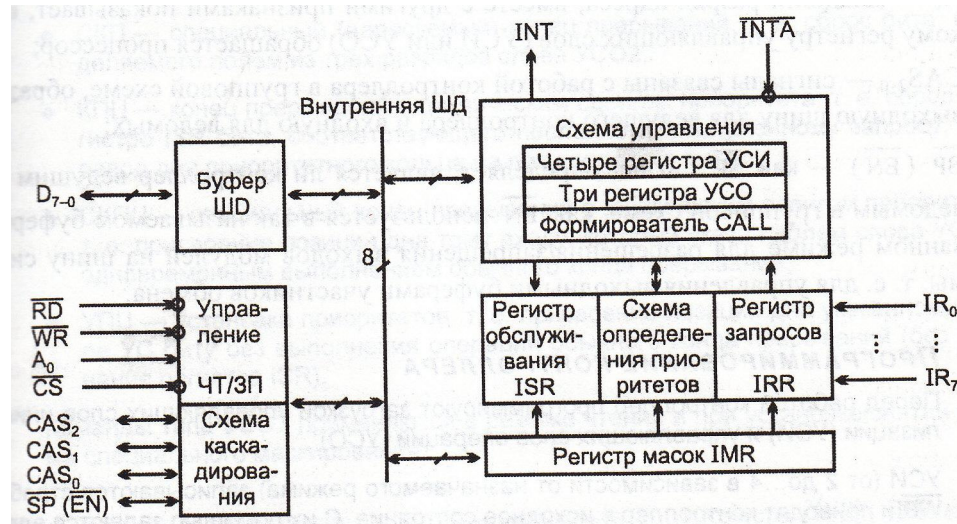 INT
INTA
Внутренняя ШД
Схема управления
Четыре регистра УСИ
Три регистра УСО
Формирователь CALL
D7–0
Буфер
ШД
8
RD
WR
A0
CS
Управ-
ление
ЧТ/ЗП
CAS2
CAS1
CAS0
SP (EN)
Схема
каска-
дирова-
ния
Регистр
обслужи-
вания
ISR
Схема
определе-
ния прио-
ритетов
Регистр
запросов
IRR
IR0
IR7
Регистр масок IMR